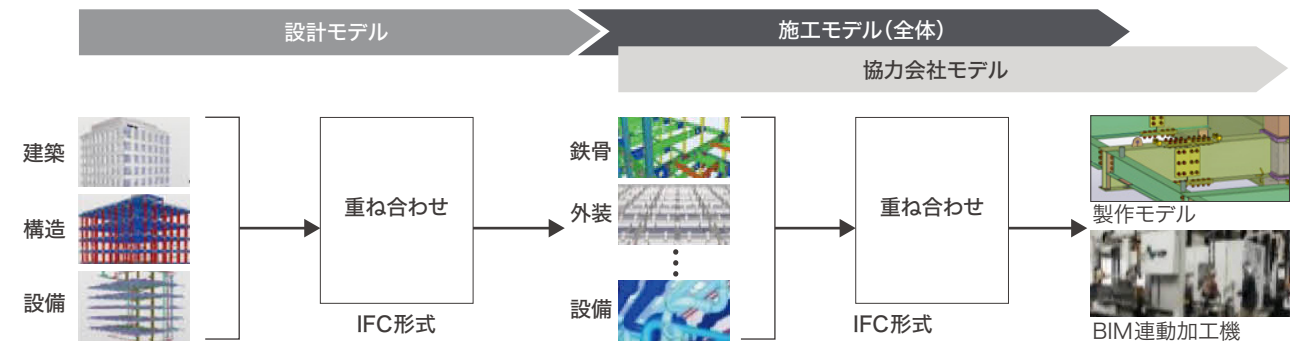 設計モデル
施工モデル（全体）
協力会社モデル
建築
構造
設備
重ね合わせ
IFC形式
鉄骨
外装
設備
重ね合わせ
IFC形式
製作モデル
BIM連動加工機